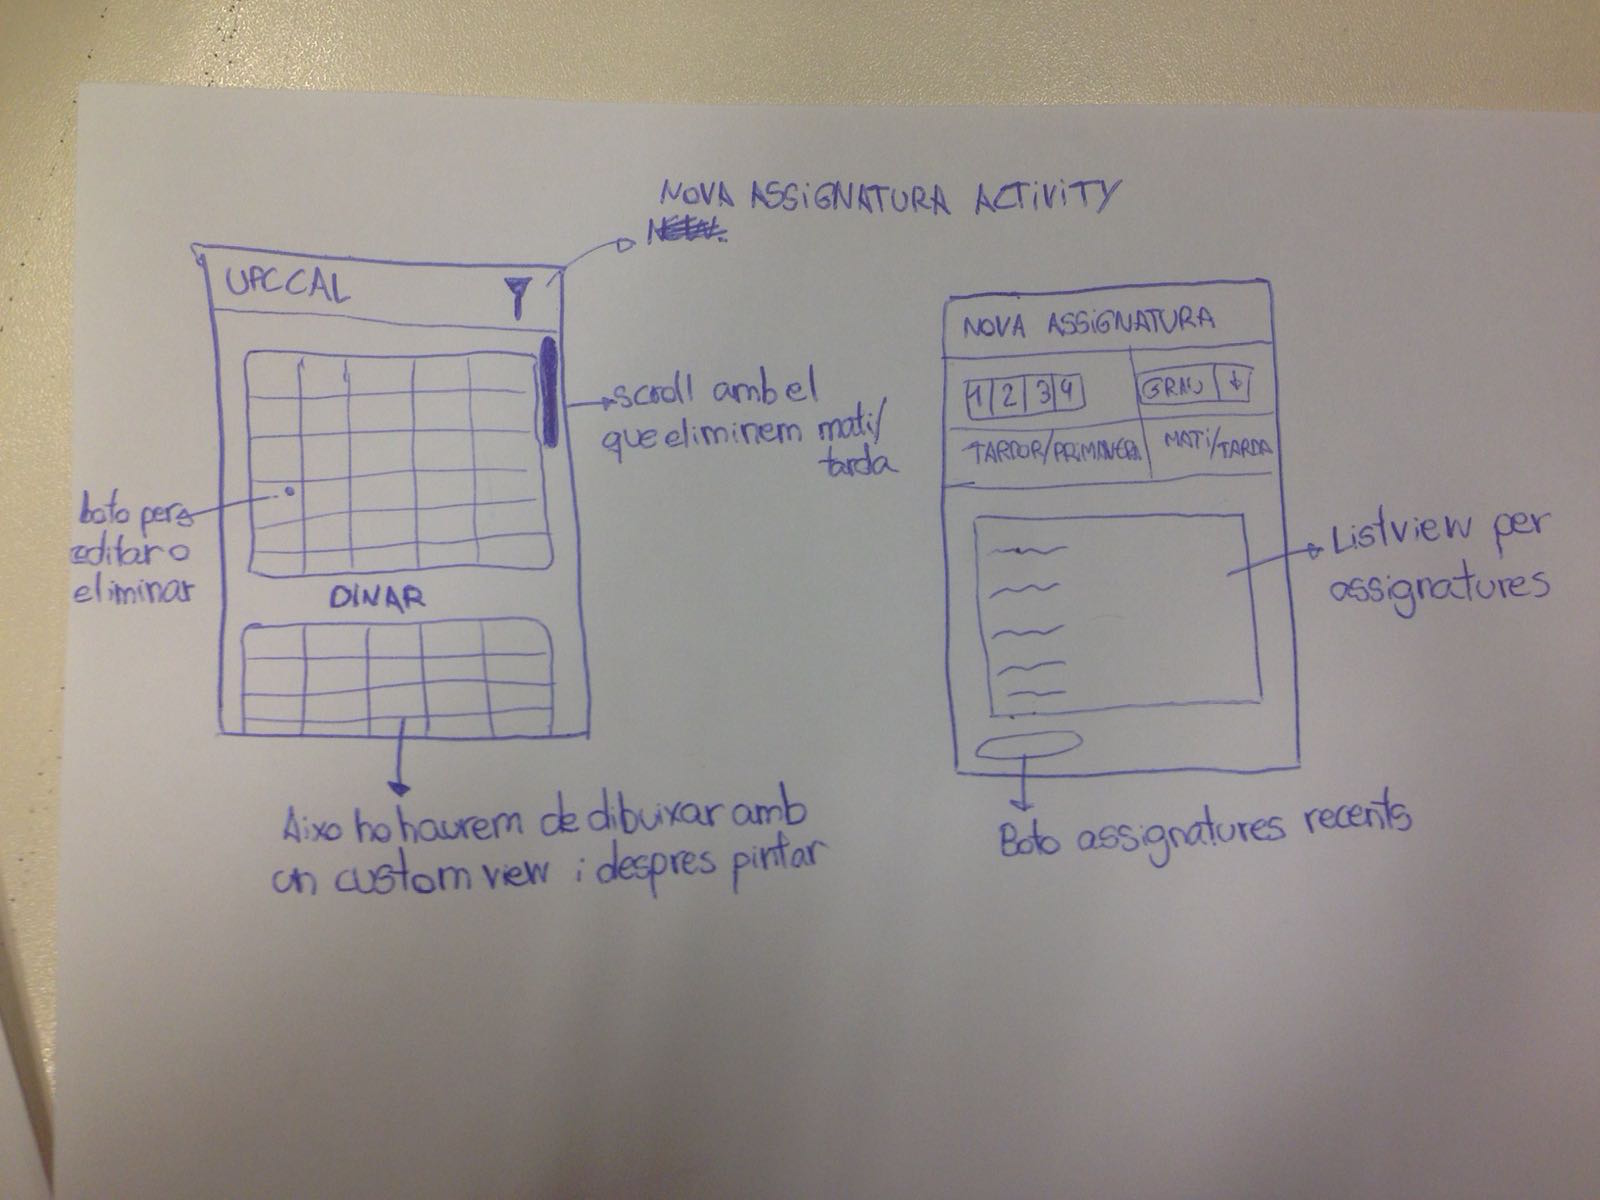 NOVA ASSIGNATURA ACTIVITY
UPCCAL
scroll amb el
que eliminem mati/
tarda
boto per
editar o
eliminar
DINAR
Aixo ho haurem de dibuixar amb
un custom view i despres pintar
NOVA ASSIGNATURA
1 2 3 4 GRAU
TARDOR/PRIMAVERA MATI/TARDA
Listview per
assignatures
Boto assignatures recents